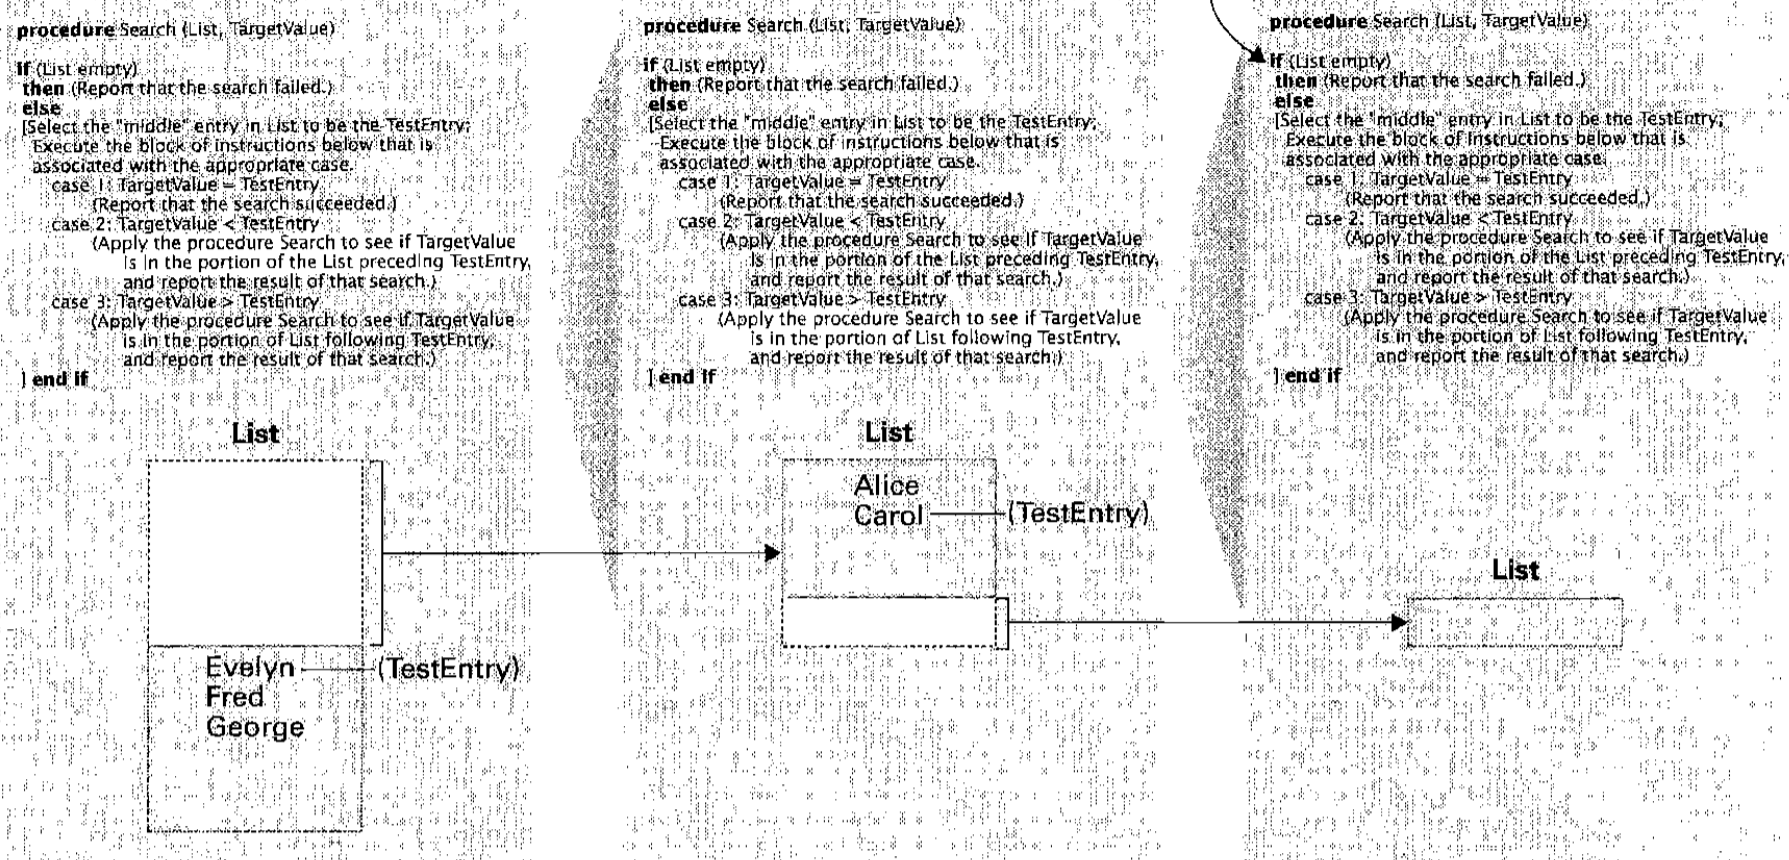 procedure Search (List, TargetValue)
if (List empty)
then (Report that the search failed.)
else
[Select the "middle" entry in List to be the TestEntry;
Execute the block of instructions below that is
associated with the appropriate case.
case 1: TargetValue = TestEntry
(Report that the search succeeded.)
case 2: TargetValue < TestEntry
(Apply the procedure Search to see if TargetValue
is in the portion of the List preceding TestEntry,
and report the result of that search.)
case 3: TargetValue > TestEntry
(Apply the procedure Search to see if TargetValue
is in the portion of List following TestEntry,
and report the result of that search.)
] end if
List
Evelyn (TestEntry)
Fred
George
procedure Search (List, TargetValue)
if (List empty)
then (Report that the search failed.)
else
[Select the "middle" entry in List to be the TestEntry;
Execute the block of instructions below that is
associated with the appropriate case.
case 1: TargetValue = TestEntry
(Report that the search succeeded.)
case 2: TargetValue < TestEntry
(Apply the procedure Search to see if TargetValue
is in the portion of the List preceding TestEntry,
and report the result of that search.)
case 3: TargetValue > TestEntry
(Apply the procedure Search to see if TargetValue
is in the portion of List following TestEntry,
and report the result of that search.)
] end if
List
Alice
Carol (TestEntry)
procedure Search (List, TargetValue)
if (List empty)
then (Report that the search failed.)
else
[Select the "middle" entry in List to be the TestEntry;
Execute the block of instructions below that is
associated with the appropriate case.
case 1: TargetValue = TestEntry
(Report that the search succeeded.)
case 2: TargetValue < TestEntry
(Apply the procedure Search to see if TargetValue
is in the portion of the List preceding TestEntry,
and report the result of that search.)
case 3: TargetValue > TestEntry
(Apply the procedure Search to see if TargetValue
is in the portion of List following TestEntry,
and report the result of that search.)
] end if
List